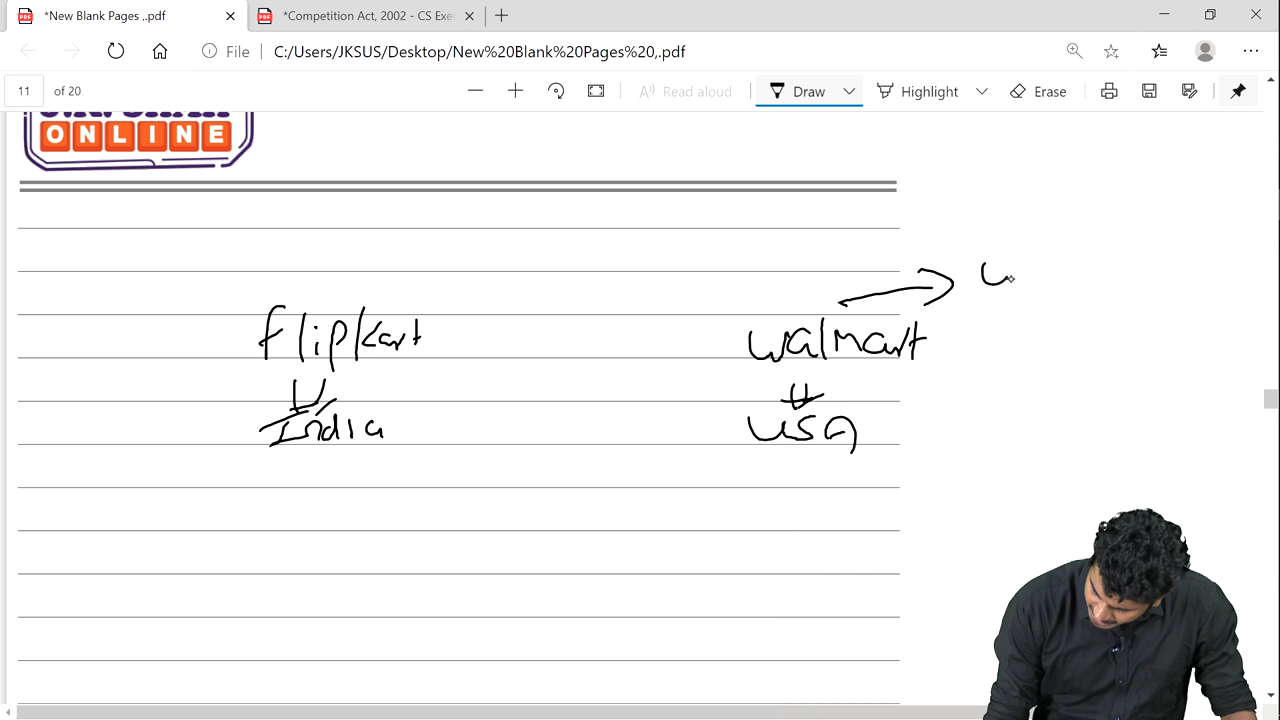 *New Blank Pages ,.pdf
*Competition Act, 2002 - CS Exe
File
C:/Users/JKSUS/Desktop/New%20Blank%20Pages%20,.pdf
11 of 20
Read aloud
Draw
Highlight
Erase
ONLINE
Flipkart walmart
India USA